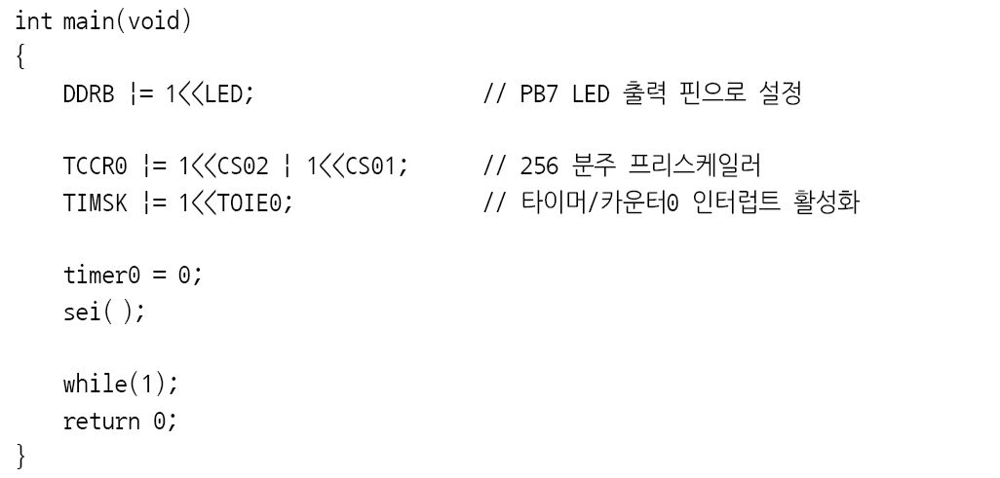 int main(void)
{
    DDRB |= 1<<LED;                  // PB7 LED 출력 핀으로 설정
    TCCR0 |= 1<<CS02 | 1<<CS01;      // 256 분주 프리스케일러
    TIMSK |= 1<<TOIE0;               // 타이머/카운터0 인터럽트 활성화
    timer0 = 0;
    sei( );
    while(1);
    return 0;
}